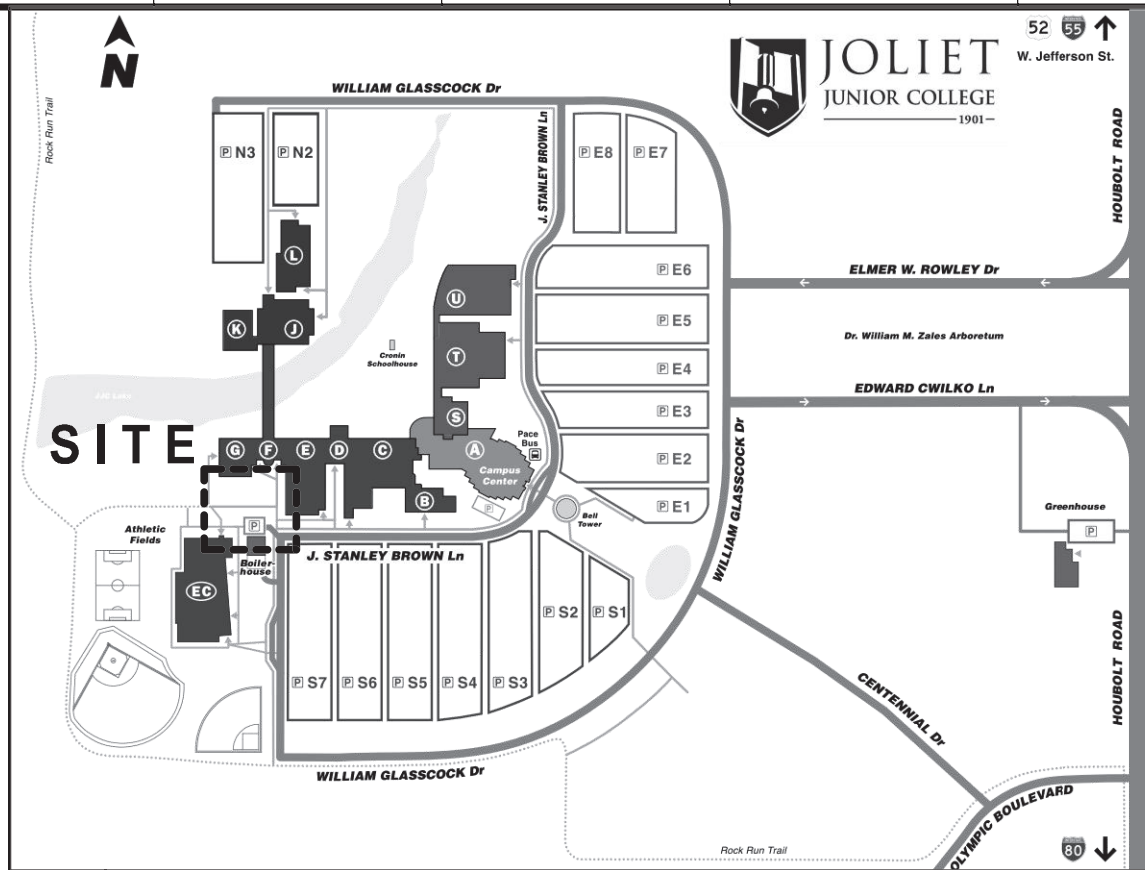 52 55
W. Jefferson St.
N
JOLIET
JUNIOR COLLEGE
1901
WILLIAM GLASSCOCK Dr
Rock Run Trail
J. STANLEY BROWN Ln
HOUBOLT ROAD
P N3
P N2
P E8
P E7
L
K
J
U
T
S
P E6
P E5
P E4
P E3
P E2
P E1
ELMER W. ROWLEY Dr
Dr. William M. Zales Arboretum
EDWARD CWILKO Ln
Cronin
Schoolhouse
JJC Lake
SITE
G
F
E
D
C
A
B
Campus
Center
Pace
Bus
P
Bell
Tower
WILLIAM GLASSCOCK Dr
Greenhouse
P
Athletic
Fields
P
Boiler-
house
EC
J. STANLEY BROWN Ln
P S7
P S6
P S5
P S4
P S3
P S2
P S1
HOUBOLT ROAD
CENTENNIAL Dr
WILLIAM GLASSCOCK Dr
OLYMPIC BOULEVARD
Rock Run Trail
80